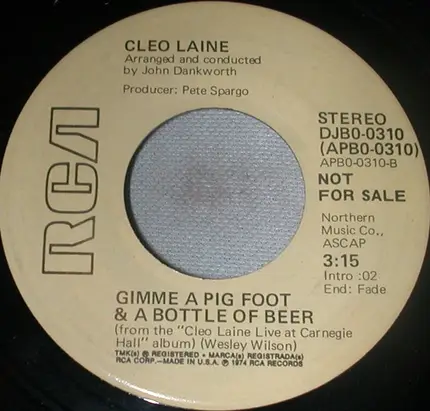 CLEO LAINE
Arranged and conducted
by John Dankworth
Producer: Pete Spargo
RCA
STEREO
DJBO-0310
(APBO-0310)
APBO-0310-B
NOT
FOR SALE
Northern
Music Co.,
ASCAP
3:15
Intro :02
End: Fade
GIMME A PIG FOOT
& A BOTTLE OF BEER
(from the "Cleo Laine Live at Carnegie
Hall" album) (Wesley Wilson)
TMK(s) ® REGISTERED • MARCA(s) REGISTRADA(s)
RCA CORP.—MADE IN U.S.A. ℗ 1974 RCA RECORDS